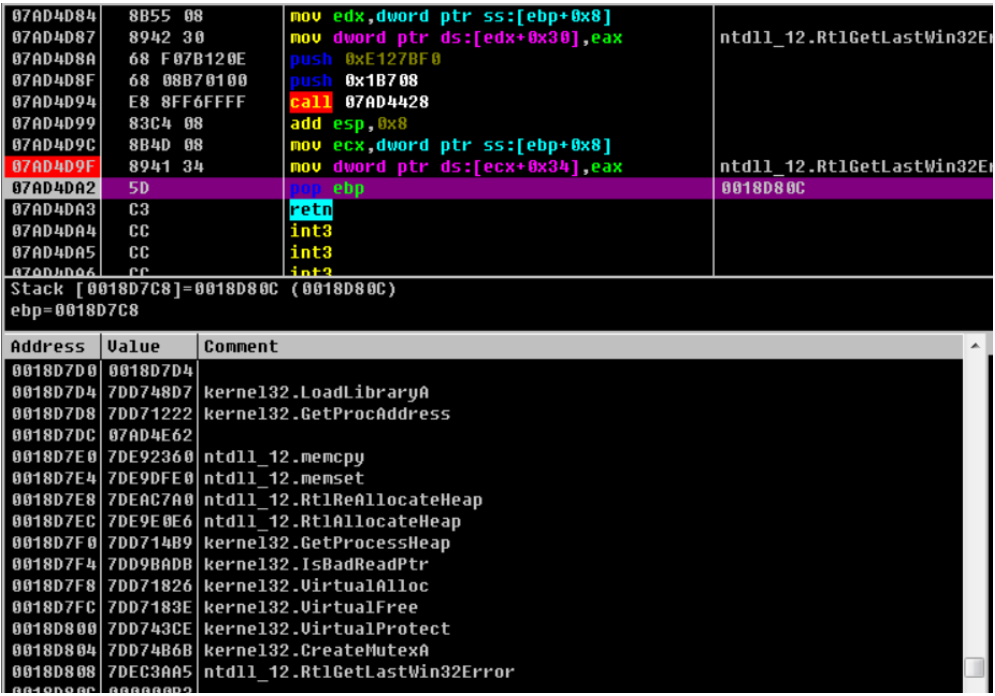 07AD4D84 8B55 08 mov edx,dword ptr ss:[ebp+0x8]
07AD4D87 8942 30 mov dword ptr ds:[edx+0x30],eax ntdll_12.RtlGetLastWin32Er
07AD4D8A 68 F07B120E push 0xE127BF0
07AD4D8F 68 08B70100 push 0x1B708
07AD4D94 E8 8FF6FFFF call 07AD4428
07AD4D99 83C4 08 add esp,0x8
07AD4D9C 8B4D 08 mov ecx,dword ptr ss:[ebp+0x8]
07AD4D9F 8941 34 mov dword ptr ds:[ecx+0x34],eax ntdll_12.RtlGetLastWin32Er
07AD4DA2 5D pop ebp 0018D80C
07AD4DA3 C3 retn
07AD4DA4 CC int3
07AD4DA5 CC int3
07AD4DA6 CC int3
Stack [0018D7C8]=0018D80C (0018D80C)
ebp=0018D7C8
Address Value Comment
0018D7D0 0018D7D4
0018D7D4 7DD748D7 kernel32.LoadLibraryA
0018D7D8 7DD71222 kernel32.GetProcAddress
0018D7DC 07AD4E62
0018D7E0 7DE92360 ntdll_12.memcpy
0018D7E4 7DE9DFE0 ntdll_12.memset
0018D7E8 7DEAC7A0 ntdll_12.RtlReAllocateHeap
0018D7EC 7DE9E0E6 ntdll_12.RtlAllocateHeap
0018D7F0 7DD714B9 kernel32.GetProcessHeap
0018D7F4 7DD9BADB kernel32.IsBadReadPtr
0018D7F8 7DD71826 kernel32.VirtualAlloc
0018D7FC 7DD7183E kernel32.VirtualFree
0018D800 7DD743CE kernel32.VirtualProtect
0018D804 7DD74B6B kernel32.CreateMutexA
0018D808 7DEC3AA5 ntdll_12.RtlGetLastWin32Error
0018D80C